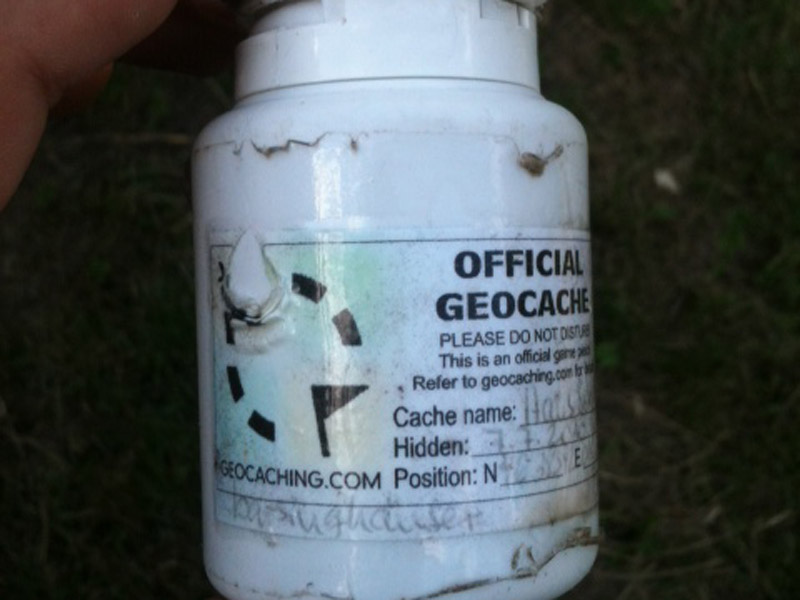 OFFICIAL
GEOCACHE
PLEASE DO NOT DISTURB
This is an official game
Refer to geocaching.com for
Cache name:
Hidden:
Position: N E
GEOCACHING.COM